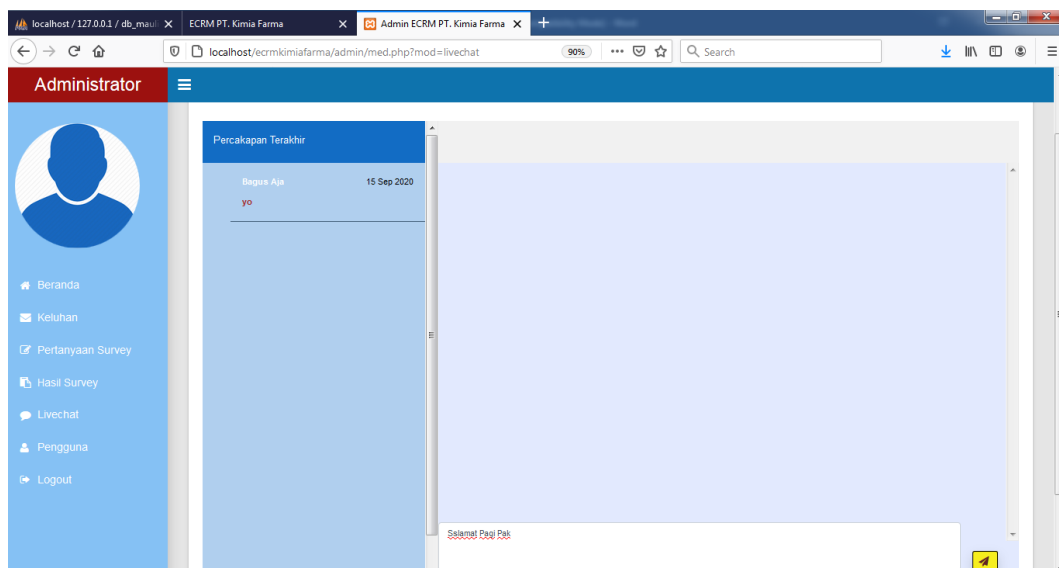 localhost / 127.0.0.1 / db_mauli
ECRM PT. Kimia Farma
Admin ECRM PT. Kimia Farma
localhost/ecrmkimiafarma/admin/med.php?mod=livechat
90%
Search
Administrator
Percakapan Terakhir
Bagus Aja 15 Sep 2020
yo
Beranda
Keluhan
Pertanyaan Survey
Hasil Survey
Livechat
Pengguna
Logout
Sslamat Pagi Pak